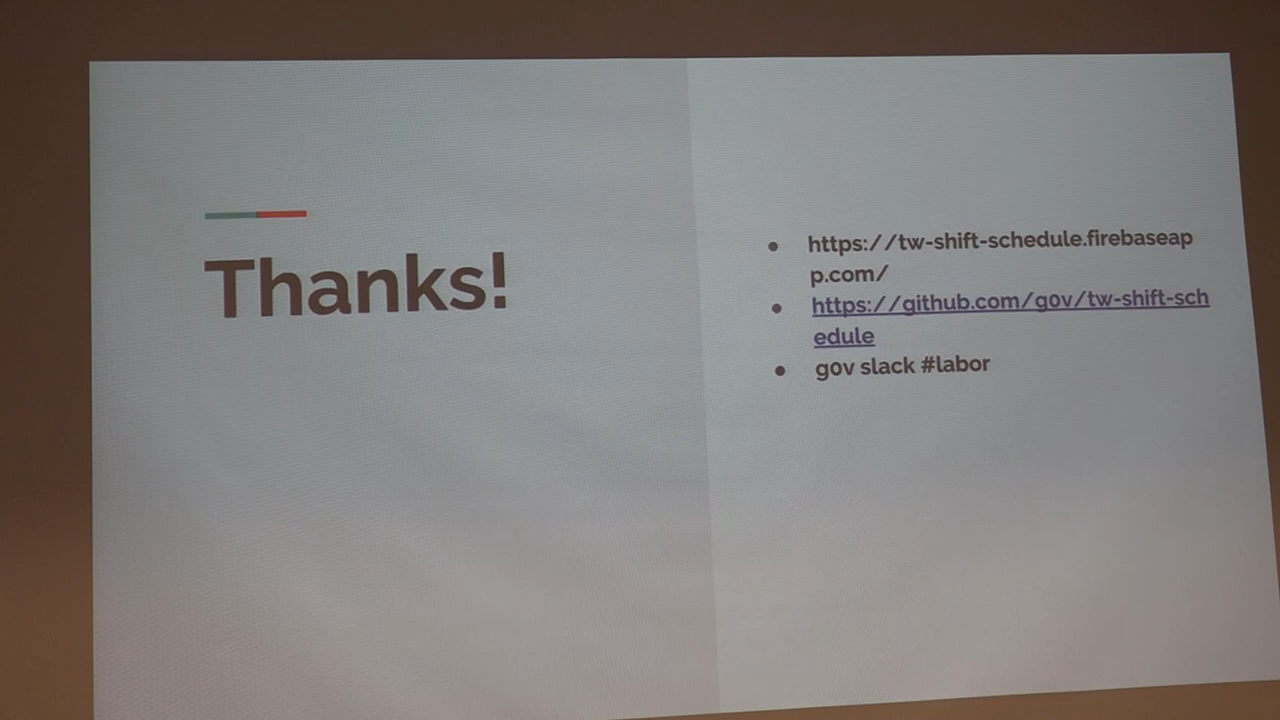 Thanks!
https://tw-shift-schedule.firebaseap
p.com/
https://github.com/g0v/tw-shift-sch
edule
g0v slack #labor